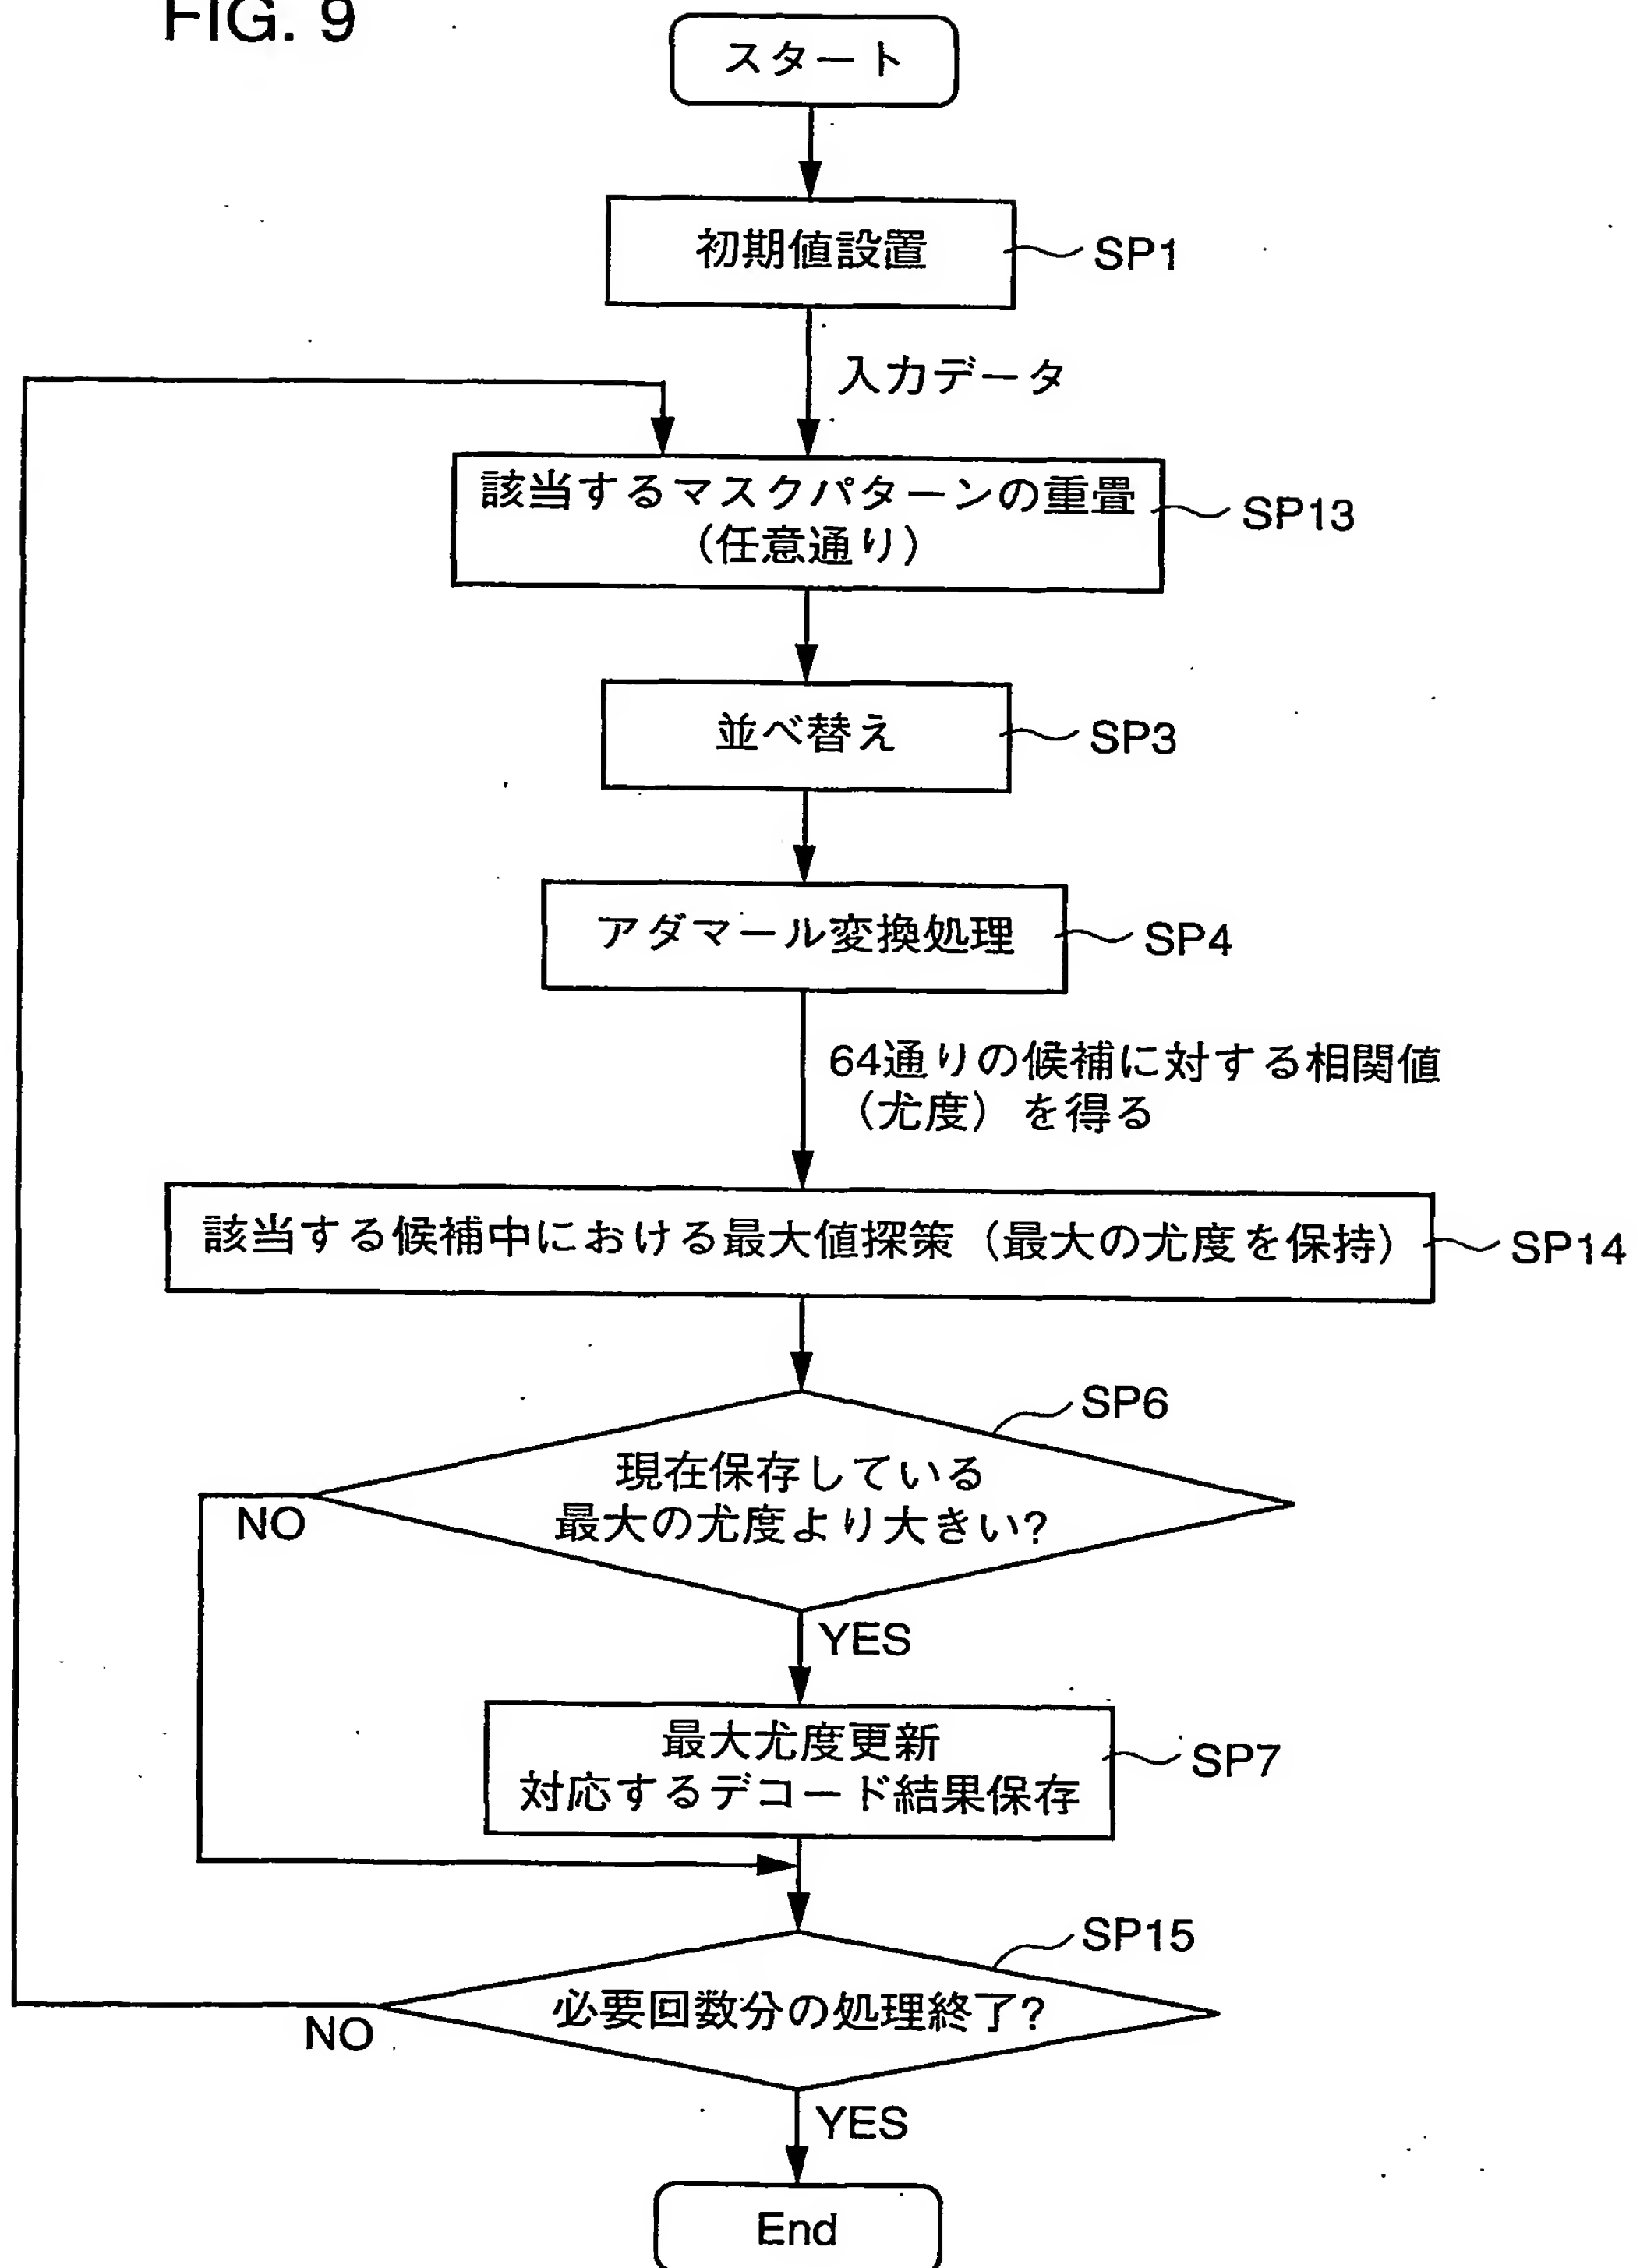 FIG. 9
スタート
初期値設置
SP1
入力データ
該当するマスクパターンの重畳
(任意通り)
SP13
並べ替え
SP3
アダマール変換処理
SP4
64通りの候補に対する相関値
(尤度)を得る
該当する候補中における最大値探策(最大の尤度を保持)
SP14
SP6
現在保存している
最大の尤度より大きい?
NO
YES
最大尤度更新
対応するデコード結果保存
SP7
SP15
必要回数分の処理終了?
NO
YES
End